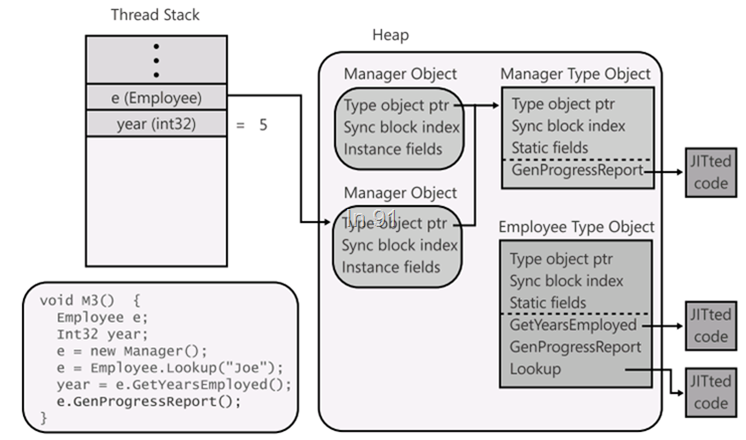 Thread Stack
e (Employee)
year (int32)
= 5
void M3() {
Employee e;
Int32 year;
e = new Manager();
e = Employee.Lookup("Joe");
year = e.GetYearsEmployed();
e.GenProgressReport();
}
Heap
Manager Object
Type object ptr
Sync block index
Instance fields
Manager Object
Type object ptr
Sync block index
Instance fields
Manager Type Object
Type object ptr
Sync block index
Static fields
GenProgressReport
JITted
code
Employee Type Object
Type object ptr
Sync block index
Static fields
GetYearsEmployed
GenProgressReport
Lookup
JITted
code
JITted
code